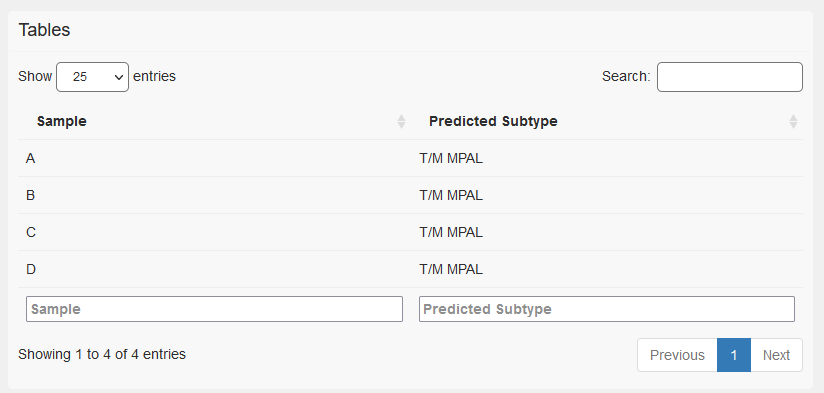 Tables
Show 25 entries Search:
Sample Predicted Subtype
A T/M MPAL
B T/M MPAL
C T/M MPAL
D T/M MPAL
Sample Predicted Subtype
Showing 1 to 4 of 4 entries Previous 1 Next